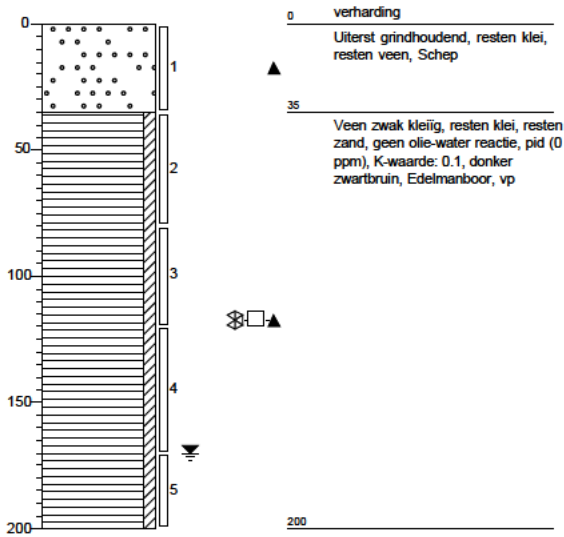 0
50
100
150
200
1
2
3
4
5
0 verharding
Uiterst grindhoudend, resten klei,
resten veen, Schep
35
Veen zwak kleiïg, resten klei, resten
zand, geen olie-water reactie, pid (0
ppm), K-waarde: 0.1, donker
zwartbruin, Edelmanboor, vp
200